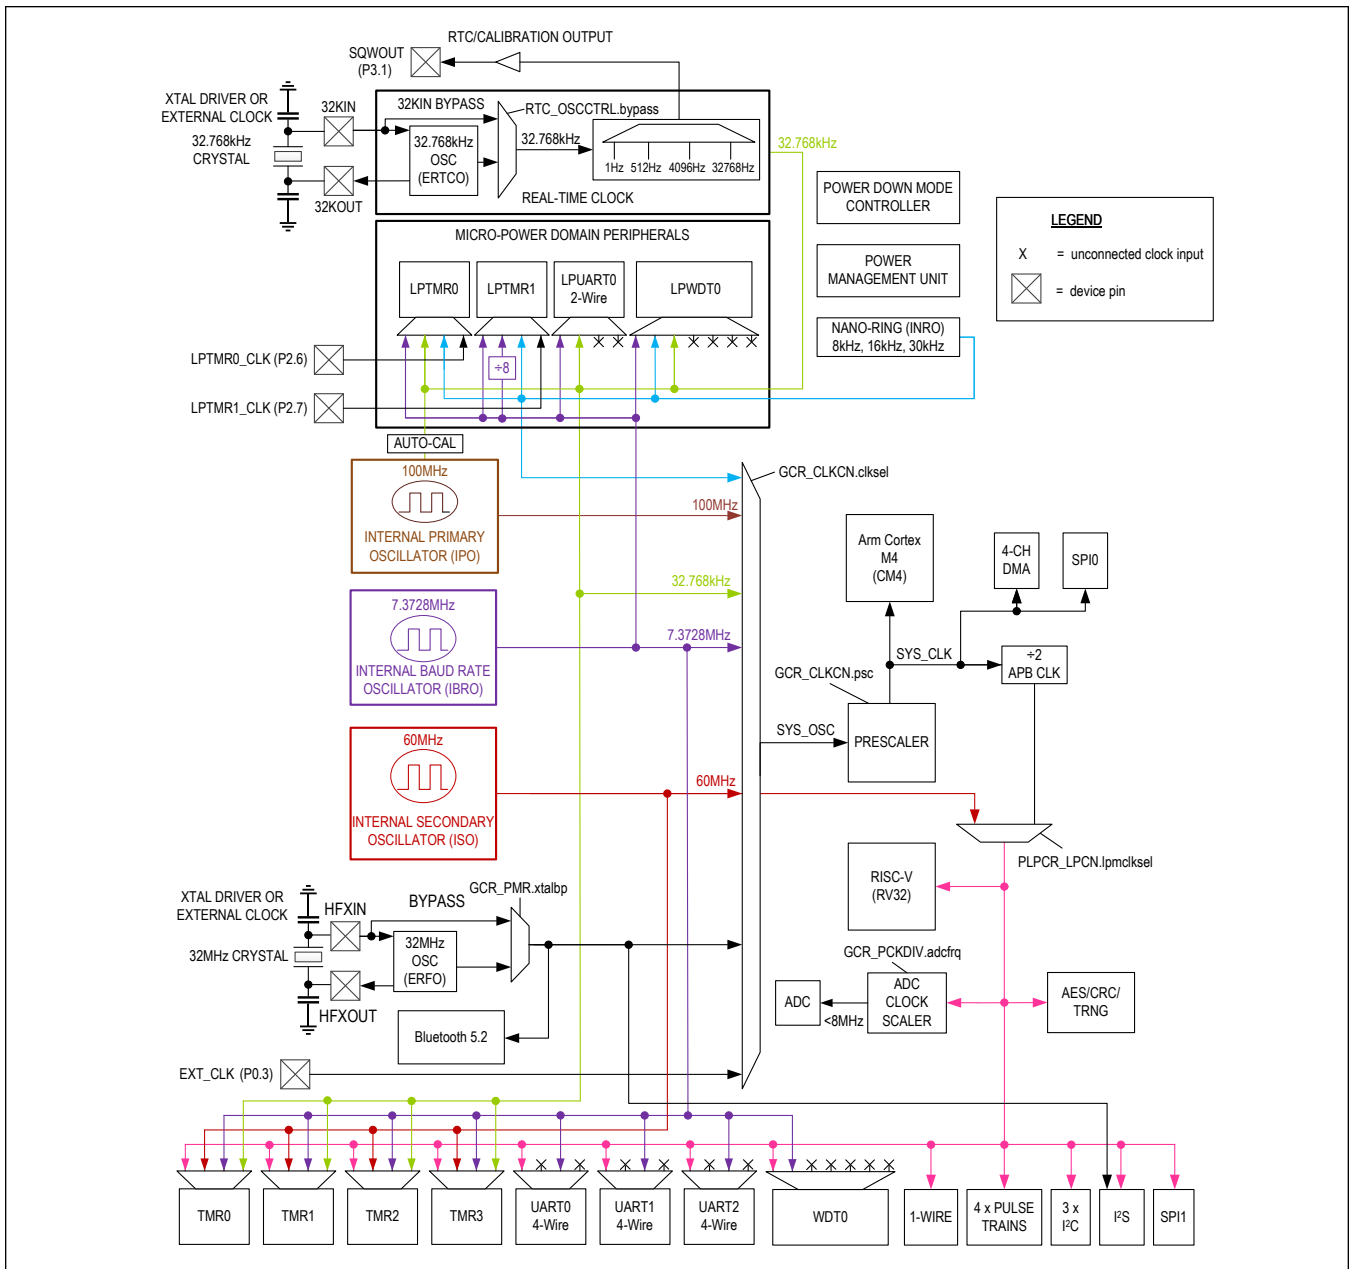 RTC/CALIBRATION OUTPUT
SQWOUT
(P3.1)
XTAL DRIVER OR
EXTERNAL CLOCK
32KIN
32KIN BYPASS
RTC_OSCCTRL.bypass
32.768kHz
CRYSTAL
32.768kHz
OSC
(ERTCO)
32.768kHz
1Hz 512Hz 4096Hz 32768Hz
32.768kHz
32KOUT
REAL-TIME CLOCK
POWER DOWN MODE
CONTROLLER
POWER
MANAGEMENT UNIT
NANO-RING (INRO)
8kHz, 16kHz, 30kHz
LEGEND
X = unconnected clock input
= device pin
MICRO-POWER DOMAIN PERIPHERALS
LPTMR0
LPTMR1
LPUART0
2-Wire
LPWDT0
÷8
LPTMR0_CLK (P2.6)
LPTMR1_CLK (P2.7)
AUTO-CAL
100MHz
INTERNAL PRIMARY
OSCILLATOR (IPO)
GCR_CLKCN.clksel
100MHz
32.768kHz
7.3728MHz
INTERNAL BAUD RATE
OSCILLATOR (IBRO)
7.3728MHz
60MHz
INTERNAL SECONDARY
OSCILLATOR (ISO)
60MHz
Arm Cortex
M4
(CM4)
4-CH
DMA
SPI0
SYS_CLK
÷2
APB CLK
GCR_CLKCN.psc
SYS_OSC
PRESCALER
PLPCR_LPCN.lpmclksel
RISC-V
(RV32)
GCR_PCKDIV.adcfrq
ADC
<8MHz
ADC
CLOCK
SCALER
AES/CRC/
TRNG
XTAL DRIVER OR
EXTERNAL CLOCK
HFXIN
BYPASS
GCR_PMR.xtalbp
32MHz CRYSTAL
32MHz
OSC
(ERFO)
HFXOUT
Bluetooth 5.2
EXT_CLK (P0.3)
TMR0
TMR1
TMR2
TMR3
UART0
4-Wire
UART1
4-Wire
UART2
4-Wire
WDT0
1-WIRE
4 x PULSE
TRAINS
3 x
I²C
I²S
SPI1